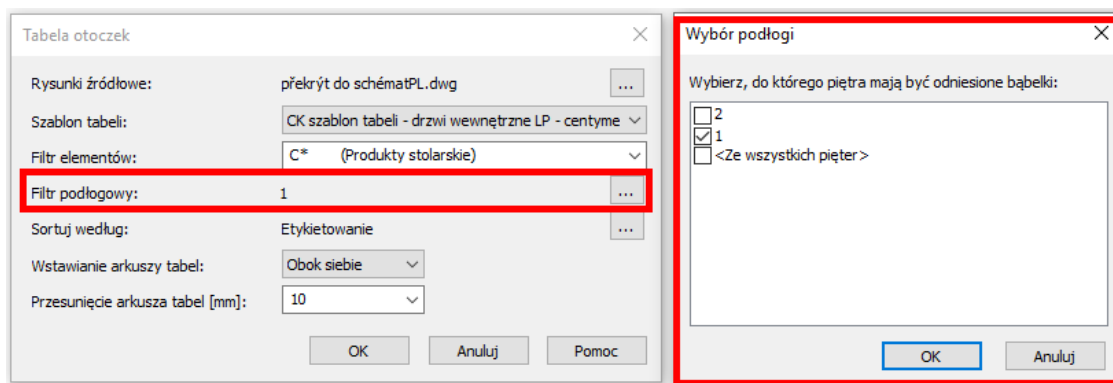 Tabela otoczek
Rysunki źródłowe: překrýt do schématPL.dwg ...
Szablon tabeli: CK szablon tabeli - drzwi wewnętrzne LP - centyme
Filtr elementów: C* (Produkty stolarskie)
Filtr podłogowy: 1 ...
Sortuj według: Etykietowanie ...
Wstawianie arkuszy tabel: Obok siebie
Przesunięcie arkusza tabel [mm]: 10
OK Anuluj Pomoc
Wybór podłogi
Wybierz, do którego piętra mają być odniesione bąbelki:
2
1
<Ze wszystkich pięter>
OK Anuluj